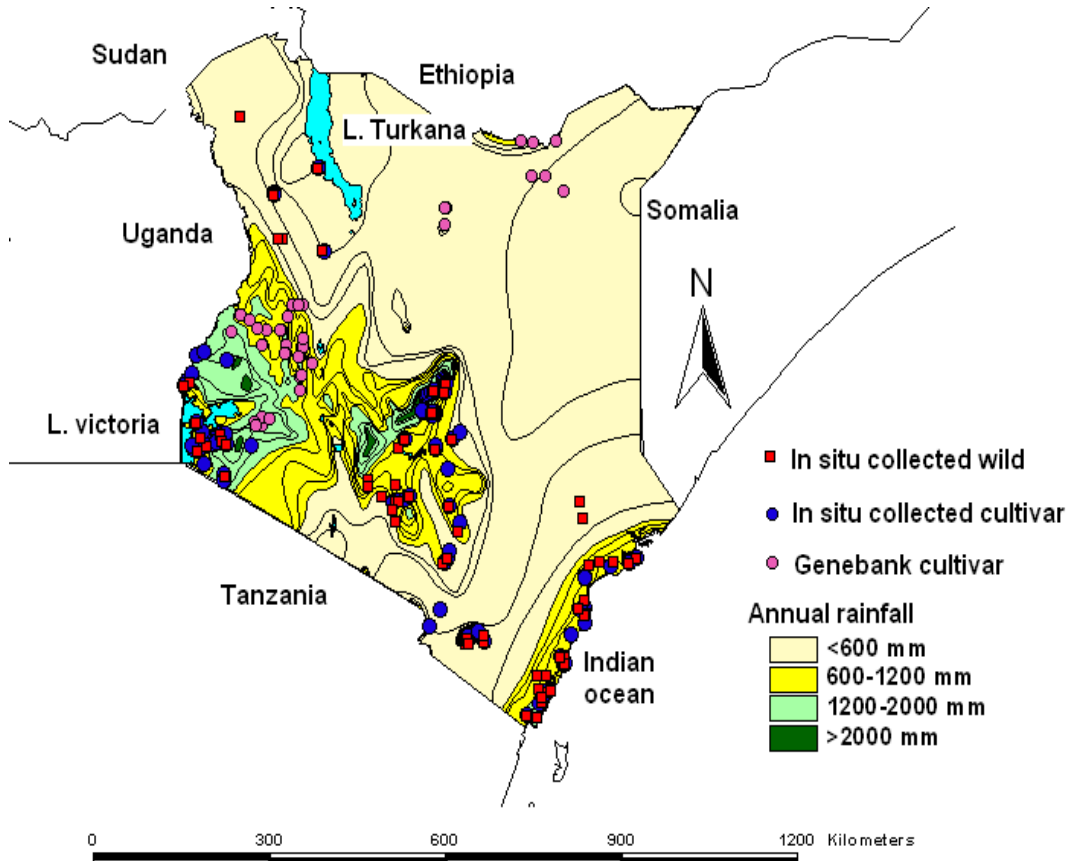 Sudan
Ethiopia
L. Turkana
Somalia
Uganda
N
L. victoria
In situ collected wild
In situ collected cultivar
Genebank cultivar
Tanzania
Indian
ocean
Annual rainfall
<600 mm
600-1200 mm
1200-2000 mm
>2000 mm
0 300 600 900 1200 Kilometers